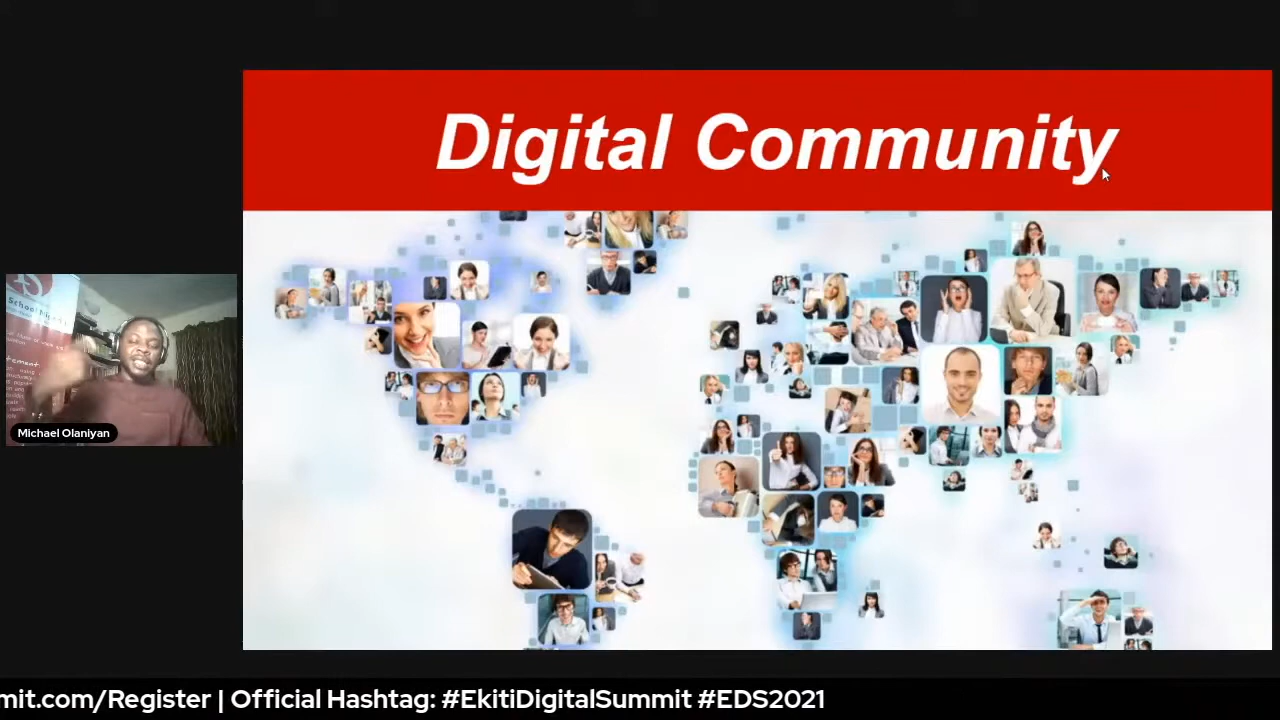 Digital Community
Michael Olaniyan
mit.com/Register | Official Hashtag: #EkitiDigitalSummit #EDS2021